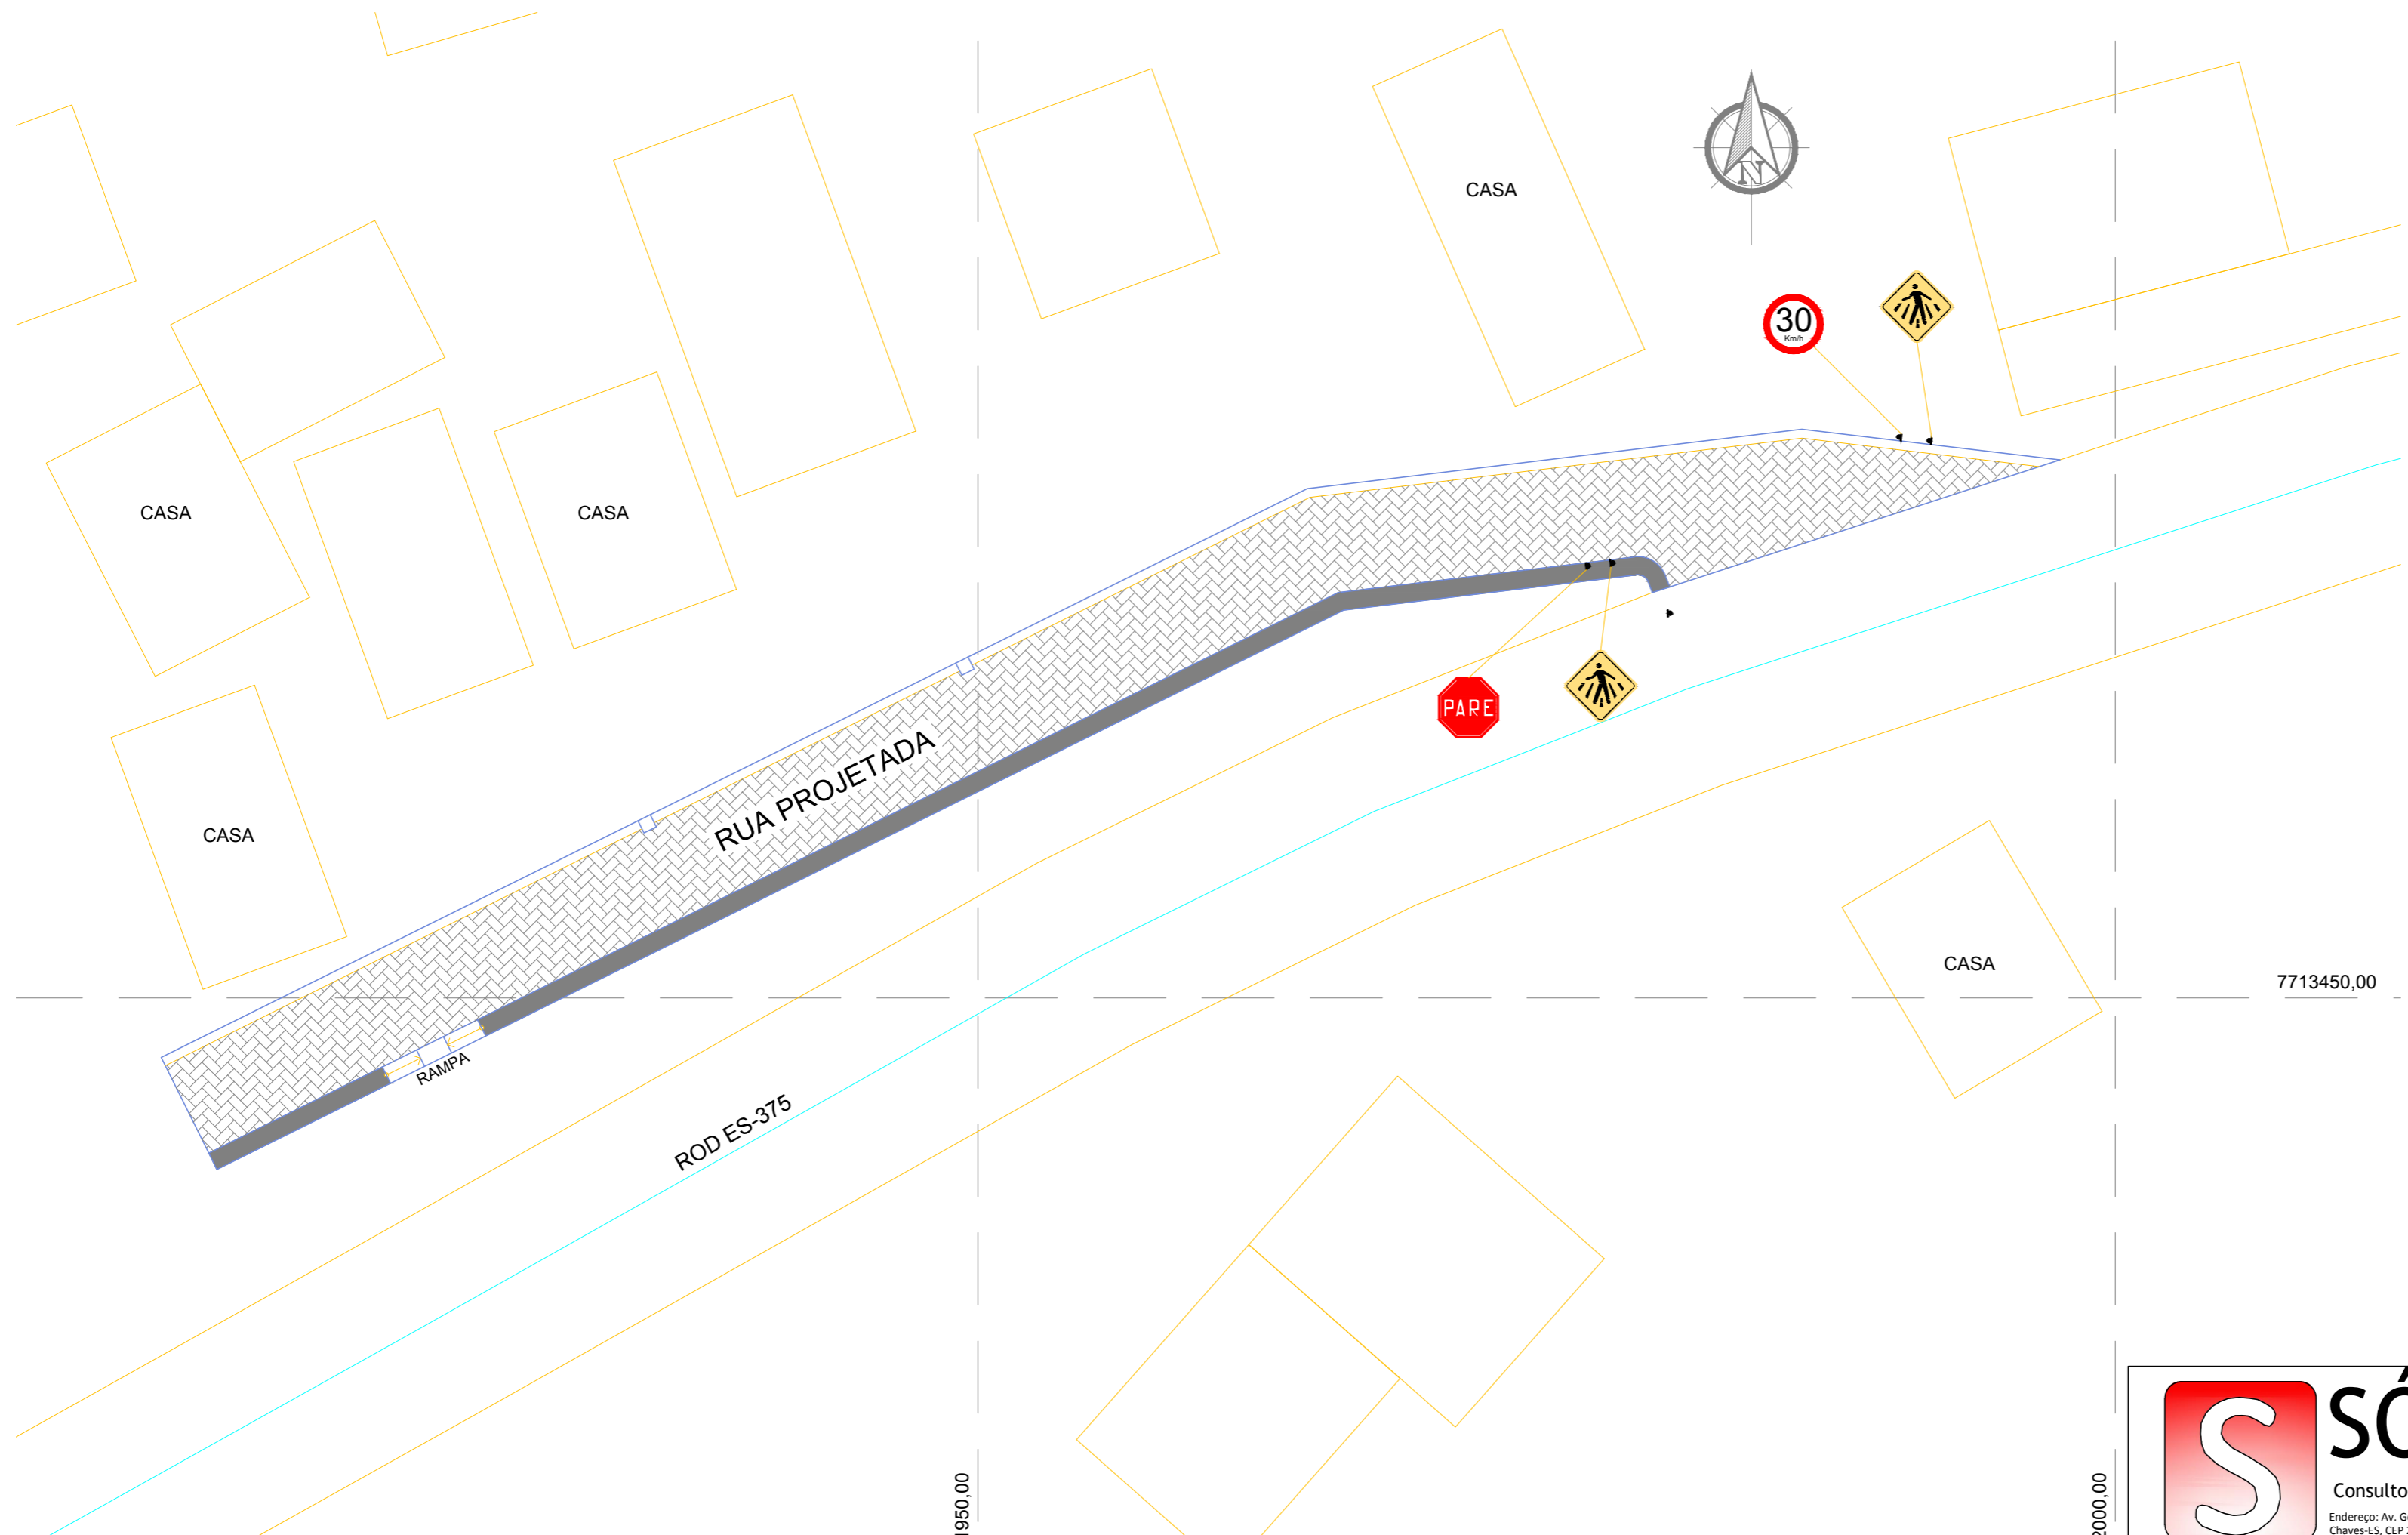 CASA
N
30
Km/h
CASA
CASA
PARE
RUA PROJETADA
CASA
CASA
7713450,00
RAMPA
ROD ES-375
1950,00
2000,00
S
SÓ
Consulto
Endereço: Av. G
Chaves-ES, CEP